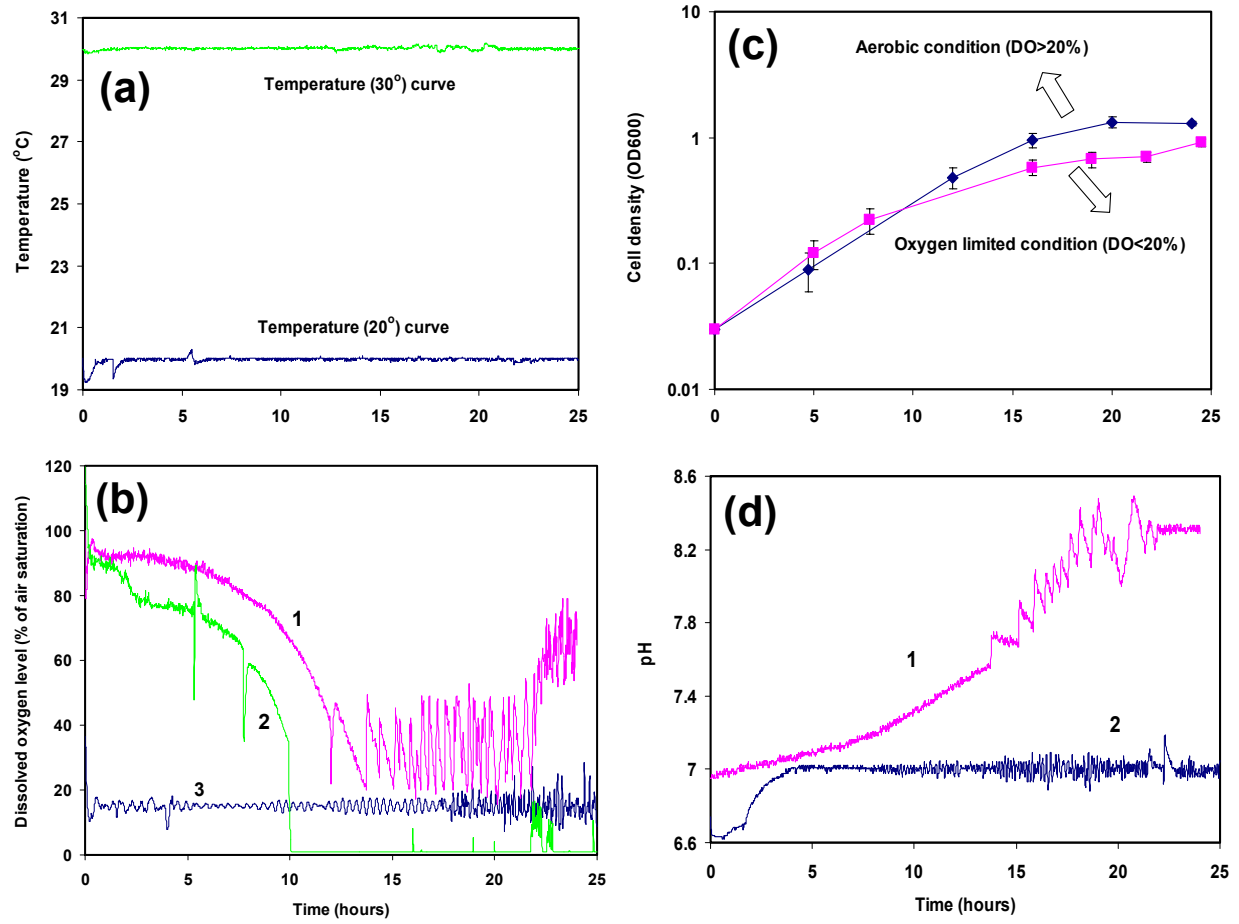 (a)
Temperature (°C)
31
29
27
25
23
21
19
Temperature (30°) curve
Temperature (20°) curve
0 5 10 15 20 25
(c)
Cell density (OD600)
10
1
0.1
0.01
Aerobic condition (DO>20%)
Oxygen limited condition (DO<20%)
0 5 10 15 20 25
(b)
Dissolved oxygen level (% of air saturation)
120
100
80
60
40
20
0
1
2
3
0 5 10 15 20 25
Time (hours)
(d)
pH
8.6
8.2
7.8
7.4
7
6.6
1
2
0 5 10 15 20 25
Time (hours)